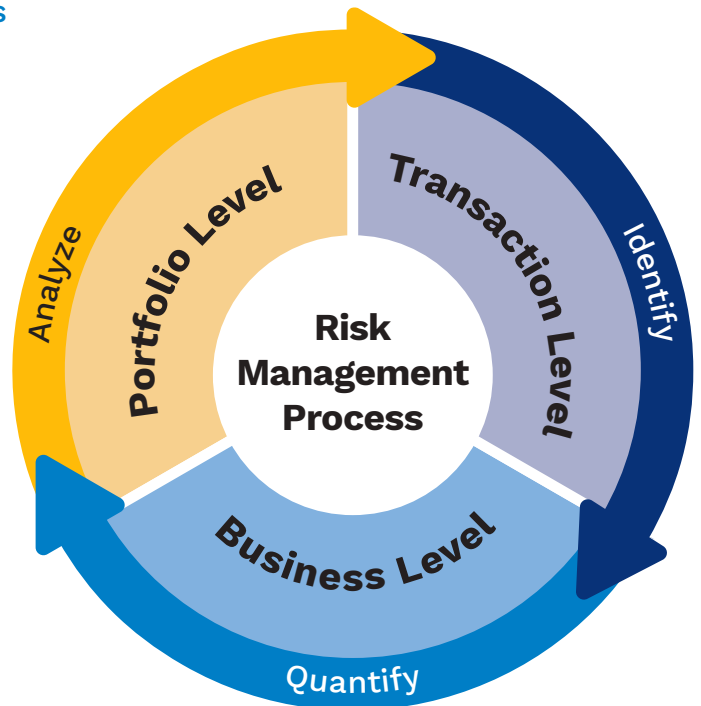 s
Analyze
Portfolio Level
Transaction Level
Identify
Risk
Management
Process
Business Level
Quantify